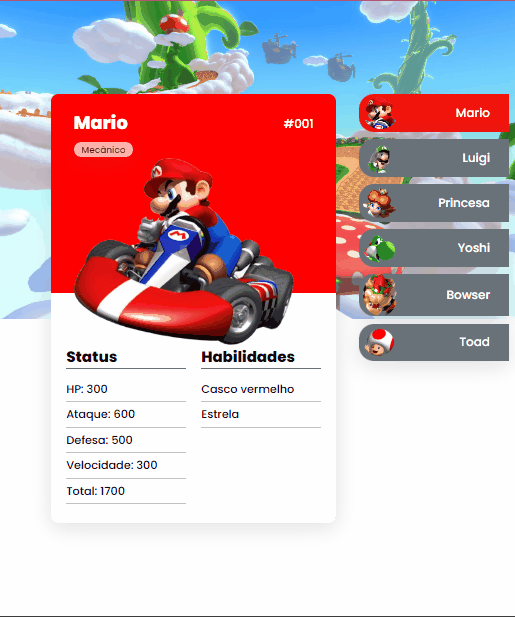 Mario
#001
Mecânico
M
Status
HP: 300
Ataque: 600
Defesa: 500
Velocidade: 300
Total: 1700
Habilidades
Casco vermelho
Estrela
Mario
Luigi
Princesa
Yoshi
Bowser
Toad